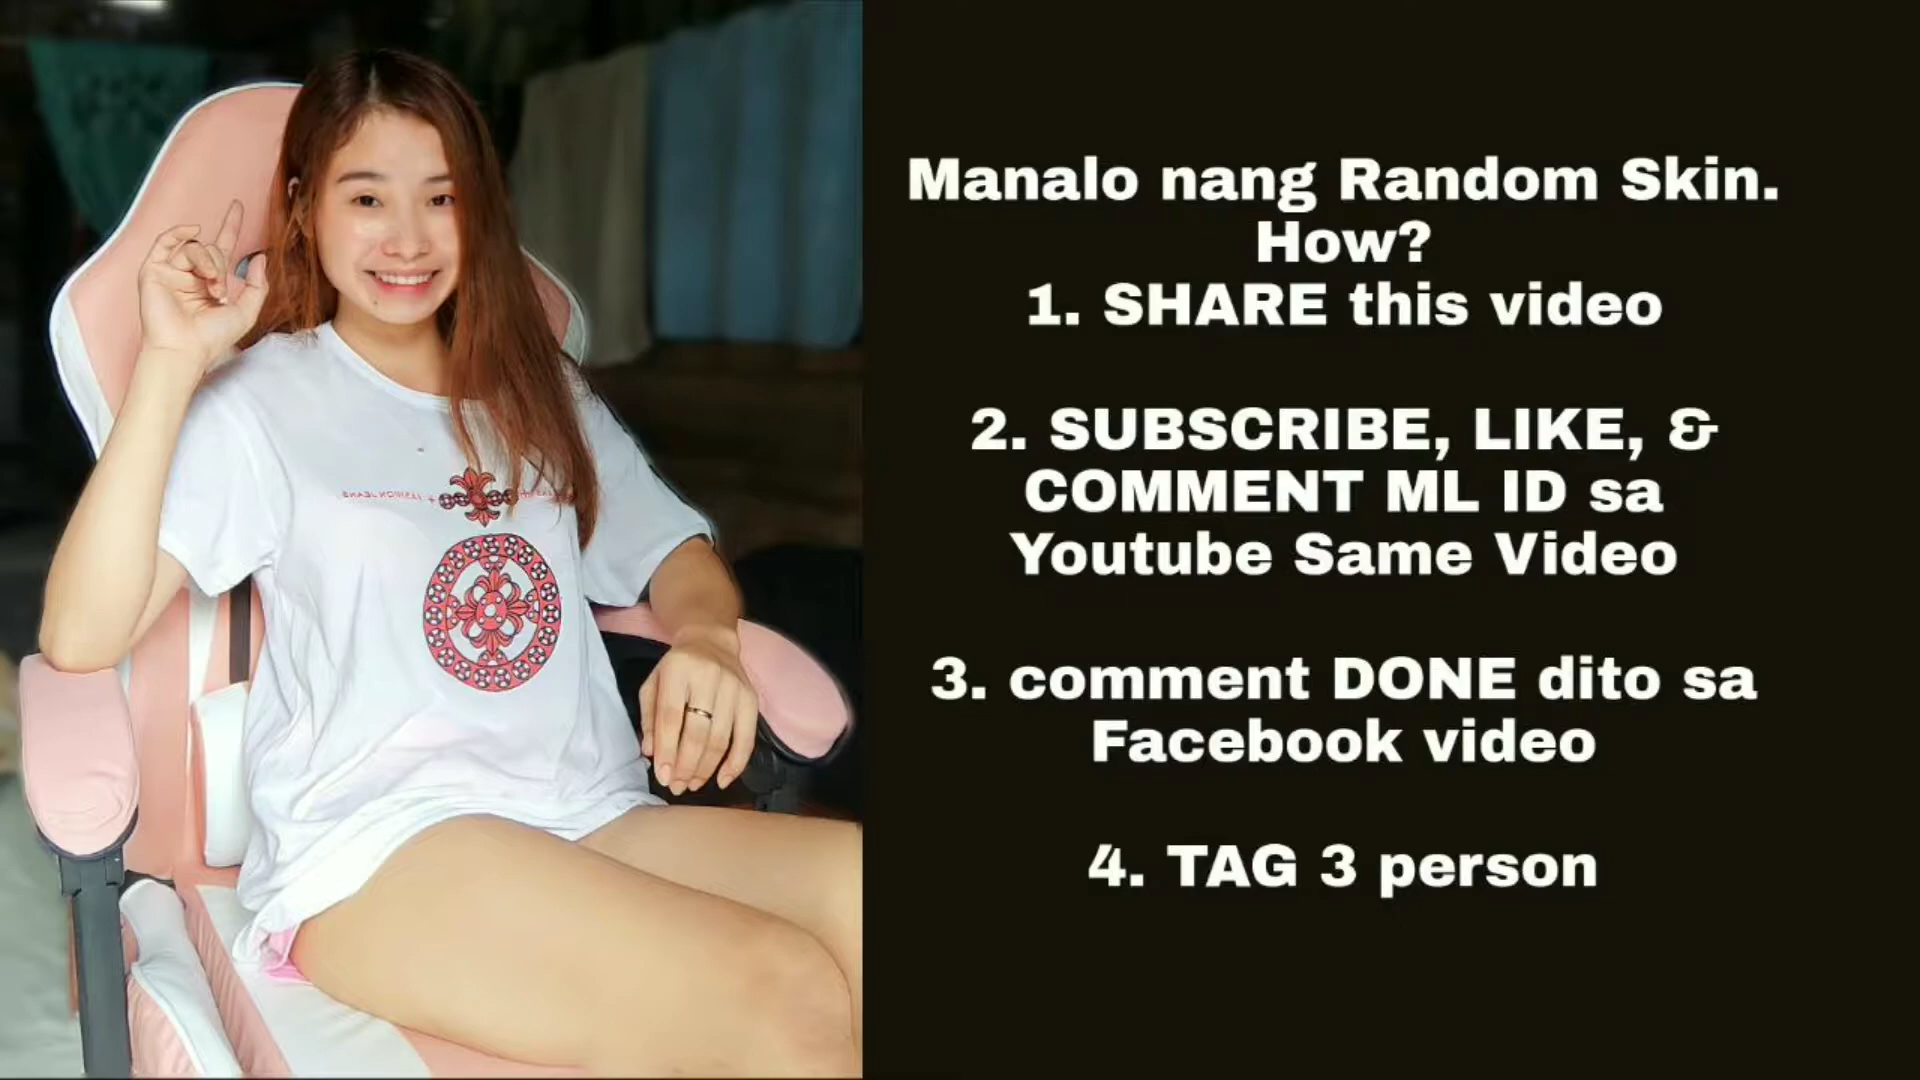 Manalo nang Random Skin.
How?
1. SHARE this video
2. SUBSCRIBE, LIKE, &
COMMENT ML ID sa
Youtube Same Video
3. comment DONE dito sa
Facebook video
4. TAG 3 person